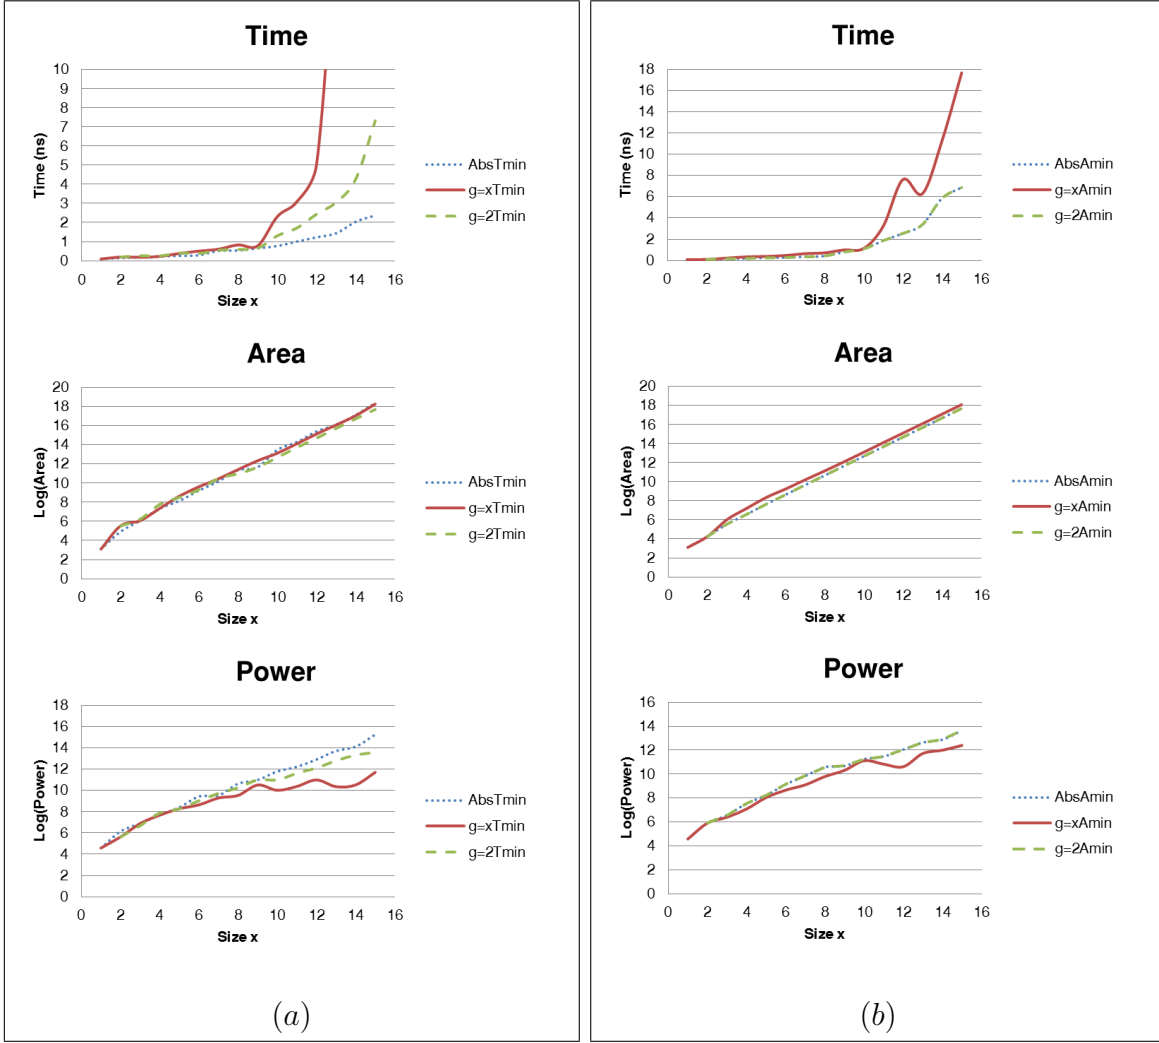 Time
10
9
8
7
6
5
4
3
2
1
0
Time (ns)
0 2 4 6 8 10 12 14 16
Size x
AbsTmin
g=xTmin
g=2Tmin
Area
20
18
16
14
12
10
8
6
4
2
0
Log(Area)
0 2 4 6 8 10 12 14 16
Size x
AbsTmin
g=xTmin
g=2Tmin
Power
18
16
14
12
10
8
6
4
2
0
Log(Power)
0 2 4 6 8 10 12 14 16
Size x
AbsTmin
g=xTmin
g=2Tmin
(a)
Time
18
16
14
12
10
8
6
4
2
0
Time (ns)
0 2 4 6 8 10 12 14 16
Size x
AbsAmin
g=xAmin
g=2Amin
Area
20
18
16
14
12
10
8
6
4
2
0
Log(Area)
0 2 4 6 8 10 12 14 16
Size x
AbsAmin
g=xAmin
g=2Amin
Power
16
14
12
10
8
6
4
2
0
Log(Power)
0 2 4 6 8 10 12 14 16
Size x
AbsAmin
g=xAmin
g=2Amin
(b)